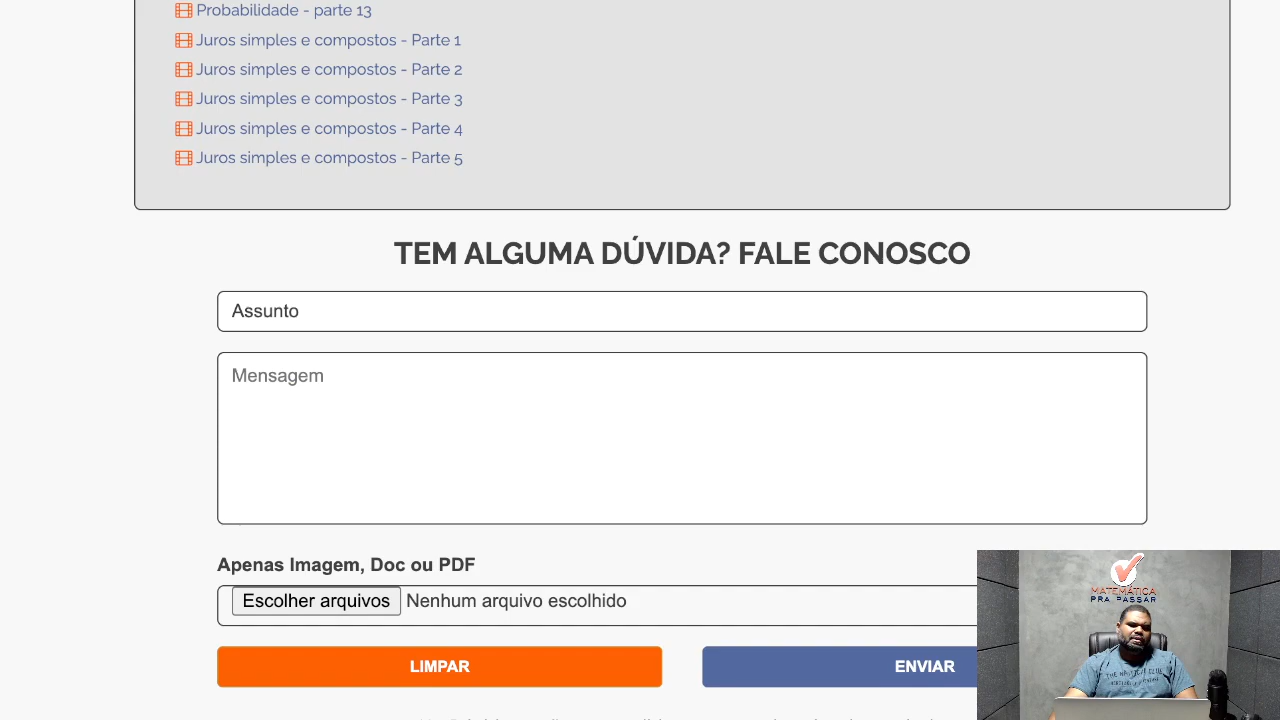 Probabilidade - parte 13
Juros simples e compostos - Parte 1
Juros simples e compostos - Parte 2
Juros simples e compostos - Parte 3
Juros simples e compostos - Parte 4
Juros simples e compostos - Parte 5
TEM ALGUMA DÚVIDA? FALE CONOSCO
Assunto
Mensagem
Apenas Imagem, Doc ou PDF
Escolher arquivos Nenhum arquivo escolhido
LIMPAR
ENVIAR
MATEMÁTICA
PRA PASSAR